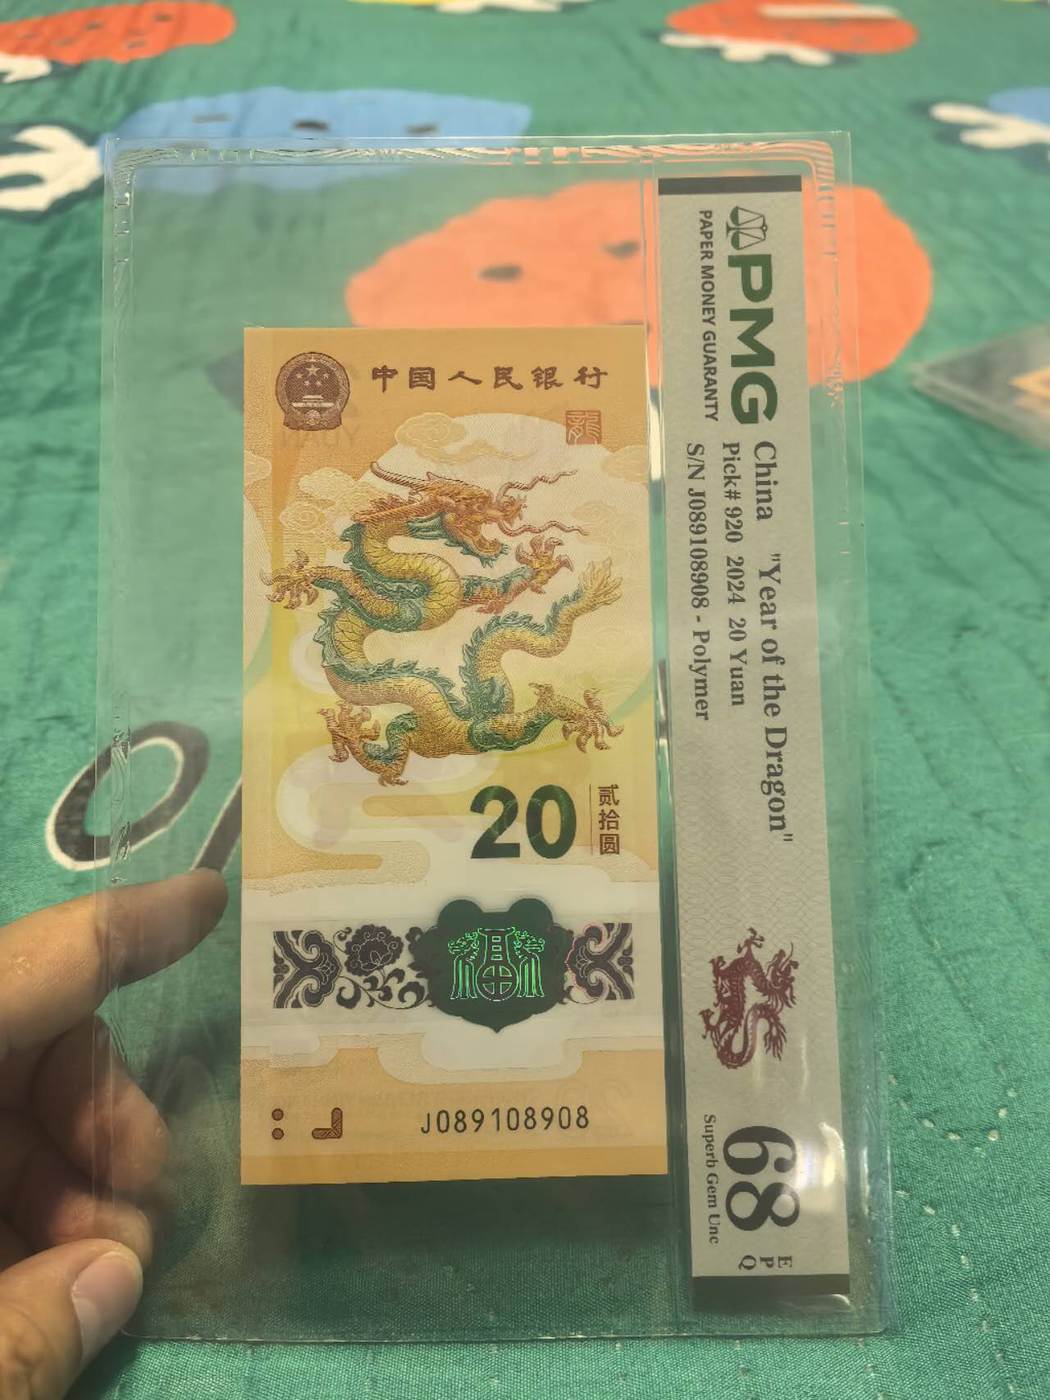 中国人民银行
龍
20
贰拾圆
J089108908
PMG
PAPER MONEY GUARANTY
China "Year of the Dragon"
Pick# 920 2024 20 Yuan
S/N J089108908 - Polymer
68
EPQ
Superb Gem Unc